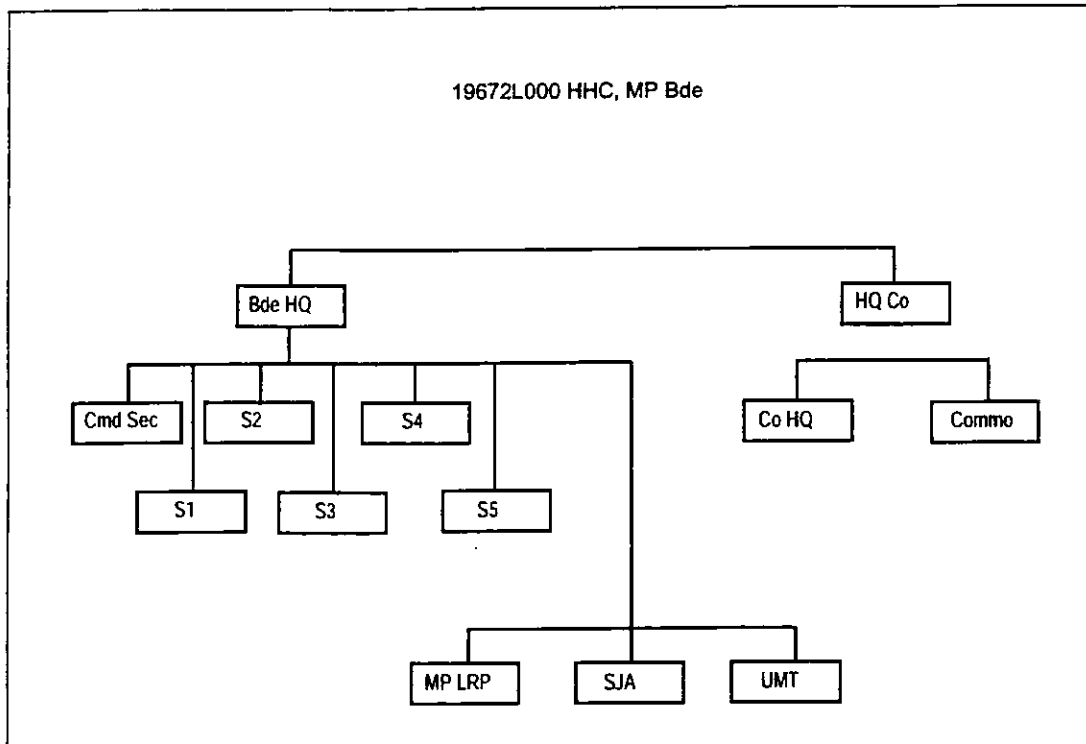 19672L000 HHC, MP Bde
Bde HQ
HQ Co
Cmd Sec
S2
S4
Co HQ
Commo
S1
S3
S5
MP LRP
SJA
UMT